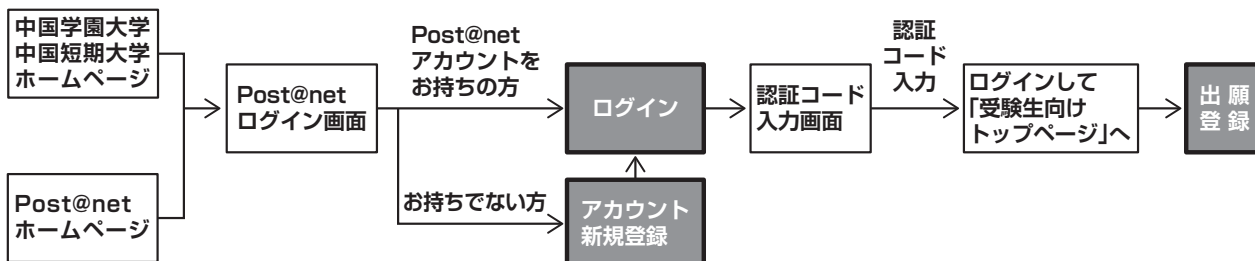 中国学園大学
中国短期大学
ホームページ
Post@net
ホームページ
Post@net
ログイン画面
Post@net
アカウントを
お持ちの方
お持ちでない方
ログイン
アカウント
新規登録
認証コード
入力画面
認証
コード
入力
ログインして
「受験生向け
トップページ」へ
出願
登録